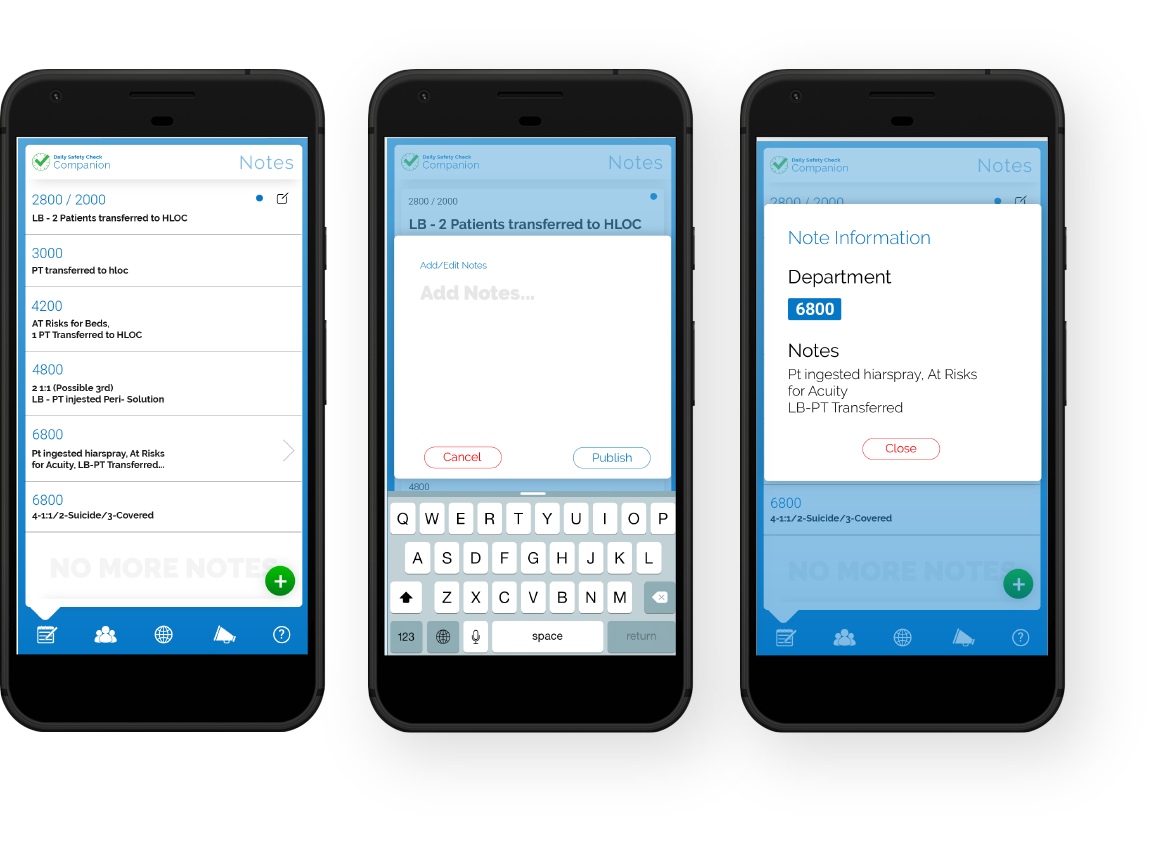 Daily Safety Check
Companion
Notes
2800 / 2000
LB - 2 Patients transferred to HLOC
3000
PT transferred to hloc
4200
AT Risks for Beds,
1 PT Transferred to HLOC
4800
2 1:1 (Possible 3rd)
LB - PT injested Peri- Solution
6800
Pt ingested hiarspray, At Risks
for Acuity, LB-PT Transferred...
6800
4-1:1/2-Suicide/3-Covered
NO MORE NOTES
+
?
Daily Safety Check
Companion
Notes
2800 / 2000
LB - 2 Patients transferred to HLOC
Add/Edit Notes
Add Notes...
Cancel
Publish
4800
Q W E R T Y U I O P
A S D F G H J K L
Z X C V B N M
123 space return
Daily Safety Check
Companion
Notes
2800 / 2000
Note Information
Department
6800
Notes
Pt ingested hiarspray, At Risks
for Acuity
LB-PT Transferred
Close
6800
4-1:1/2-Suicide/3-Covered
NO MORE NOTES
+
?